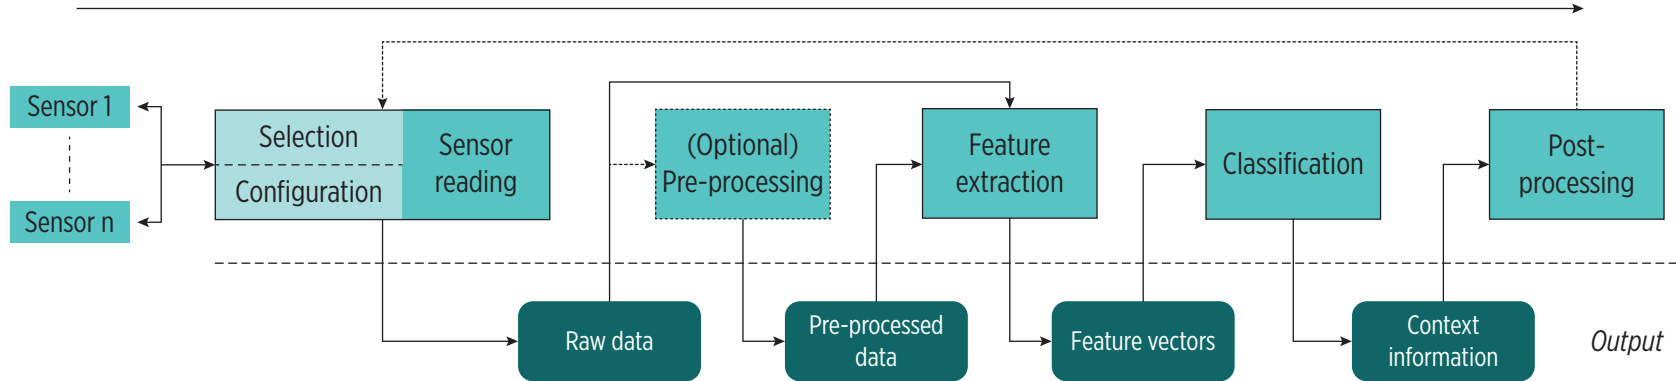 Sensor 1
Sensor n
Selection
Configuration
Sensor
reading
(Optional)
Pre-processing
Feature
extraction
Classification
Post-
processing
Raw data
Pre-processed
data
Feature vectors
Context
information
Output